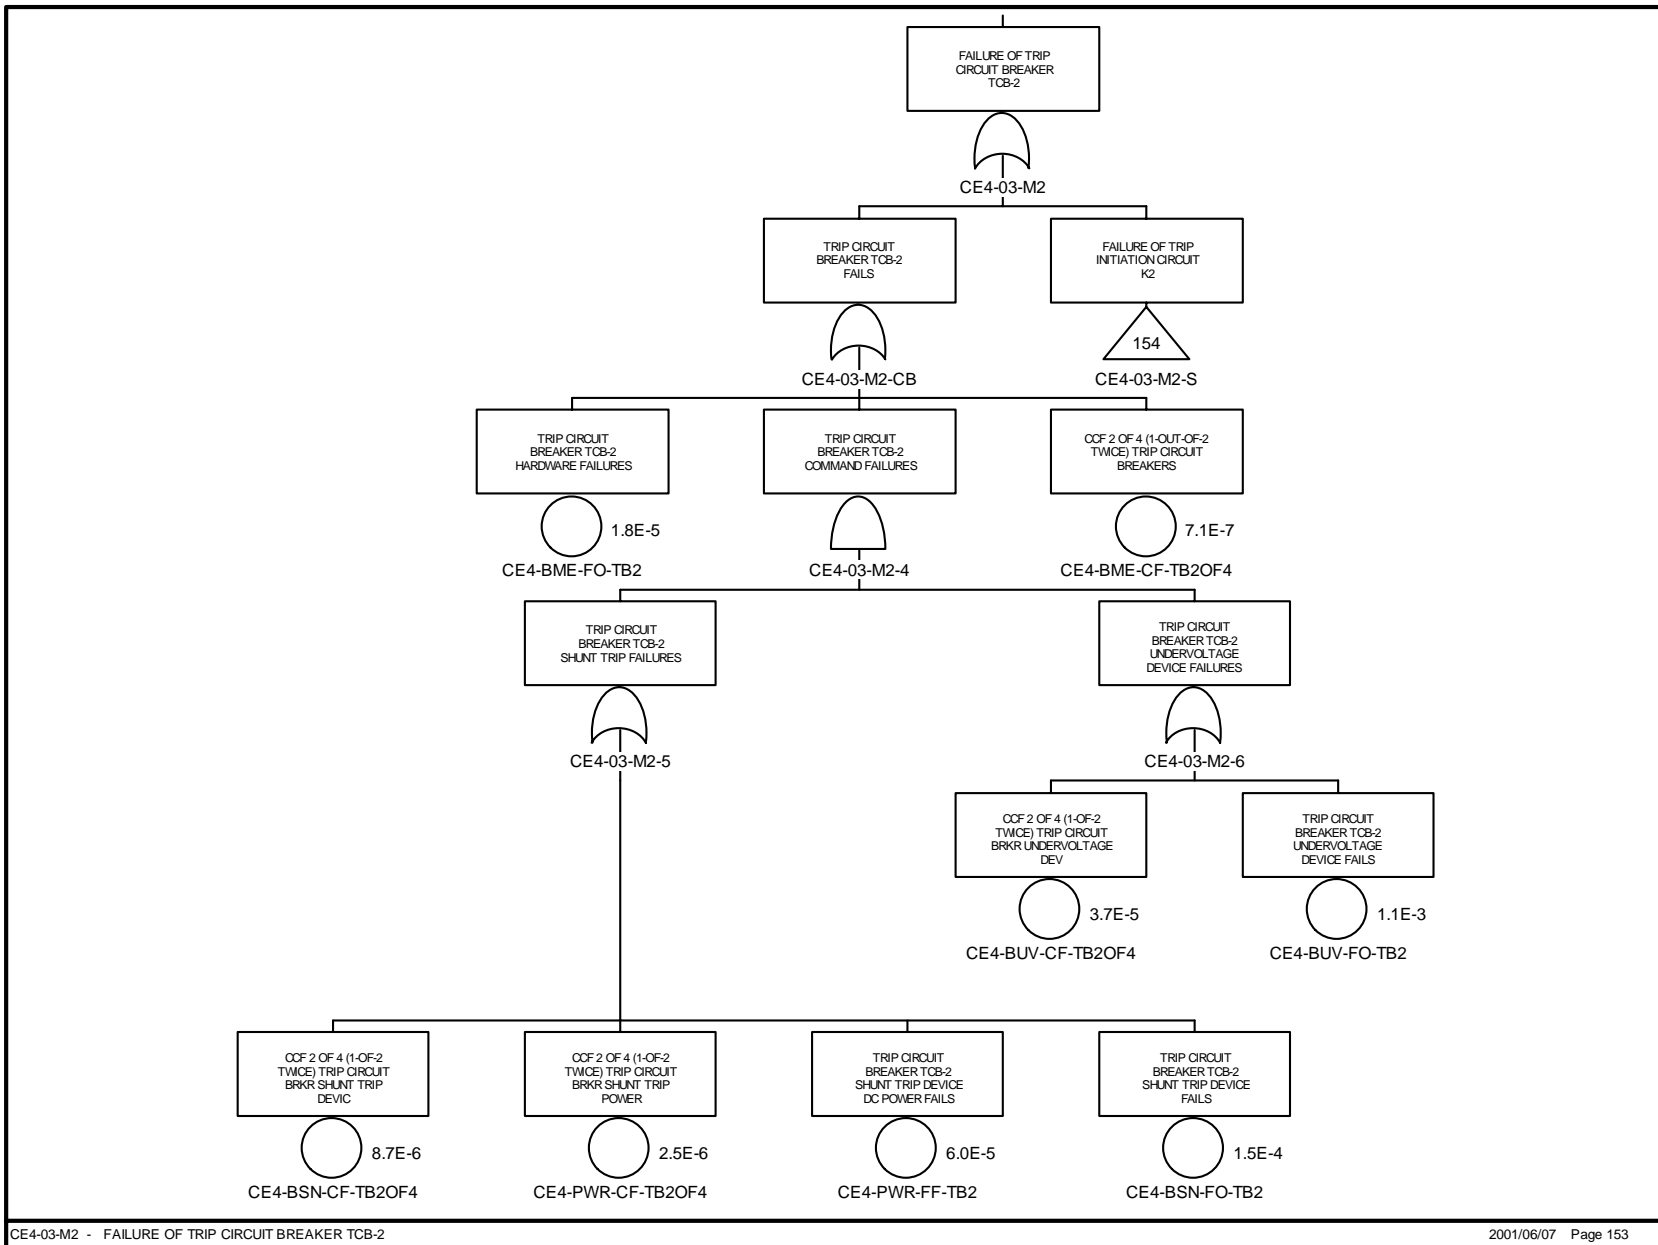 FAILURE OF TRIP
CIRCUIT BREAKER
TCB-2
CE4-03-M2
TRIP CIRCUIT
BREAKER TCB-2
FAILS
CE4-03-M2-CB
FAILURE OF TRIP
INITIATION CIRCUIT
K2
154
CE4-03-M2-S
TRIP CIRCUIT
BREAKER TCB-2
HARDWARE FAILURES
1.8E-5
CE4-BME-FO-TB2
TRIP CIRCUIT
BREAKER TCB-2
COMMAND FAILURES
CE4-03-M2-4
CCF 2 OF 4 (1-OUT-OF-2
TWICE) TRIP CIRCUIT
BREAKERS
7.1E-7
CE4-BME-CF-TB2OF4
TRIP CIRCUIT
BREAKER TCB-2
SHUNT TRIP FAILURES
CE4-03-M2-5
TRIP CIRCUIT
BREAKER TCB-2
UNDERVOLTAGE
DEVICE FAILURES
CE4-03-M2-6
CCF 2 OF 4 (1-OF-2
TWICE) TRIP CIRCUIT
BRKR UNDERVOLTAGE
DEV
3.7E-5
CE4-BUV-CF-TB2OF4
TRIP CIRCUIT
BREAKER TCB-2
UNDERVOLTAGE
DEVICE FAILS
1.1E-3
CE4-BUV-FO-TB2
CCF 2 OF 4 (1-OF-2
TWICE) TRIP CIRCUIT
BRKR SHUNT TRIP
DEVIC
8.7E-6
CE4-BSN-CF-TB2OF4
CCF 2 OF 4 (1-OF-2
TWICE) TRIP CIRCUIT
BRKR SHUNT TRIP
POWER
2.5E-6
CE4-PWR-CF-TB2OF4
TRIP CIRCUIT
BREAKER TCB-2
SHUNT TRIP DEVICE
DC POWER FAILS
6.0E-5
CE4-PWR-FF-TB2
TRIP CIRCUIT
BREAKER TCB-2
SHUNT TRIP DEVICE
FAILS
1.5E-4
CE4-BSN-FO-TB2
CE4-03-M2 - FAILURE OF TRIP CIRCUIT BREAKER TCB-2
2001/06/07 Page 153